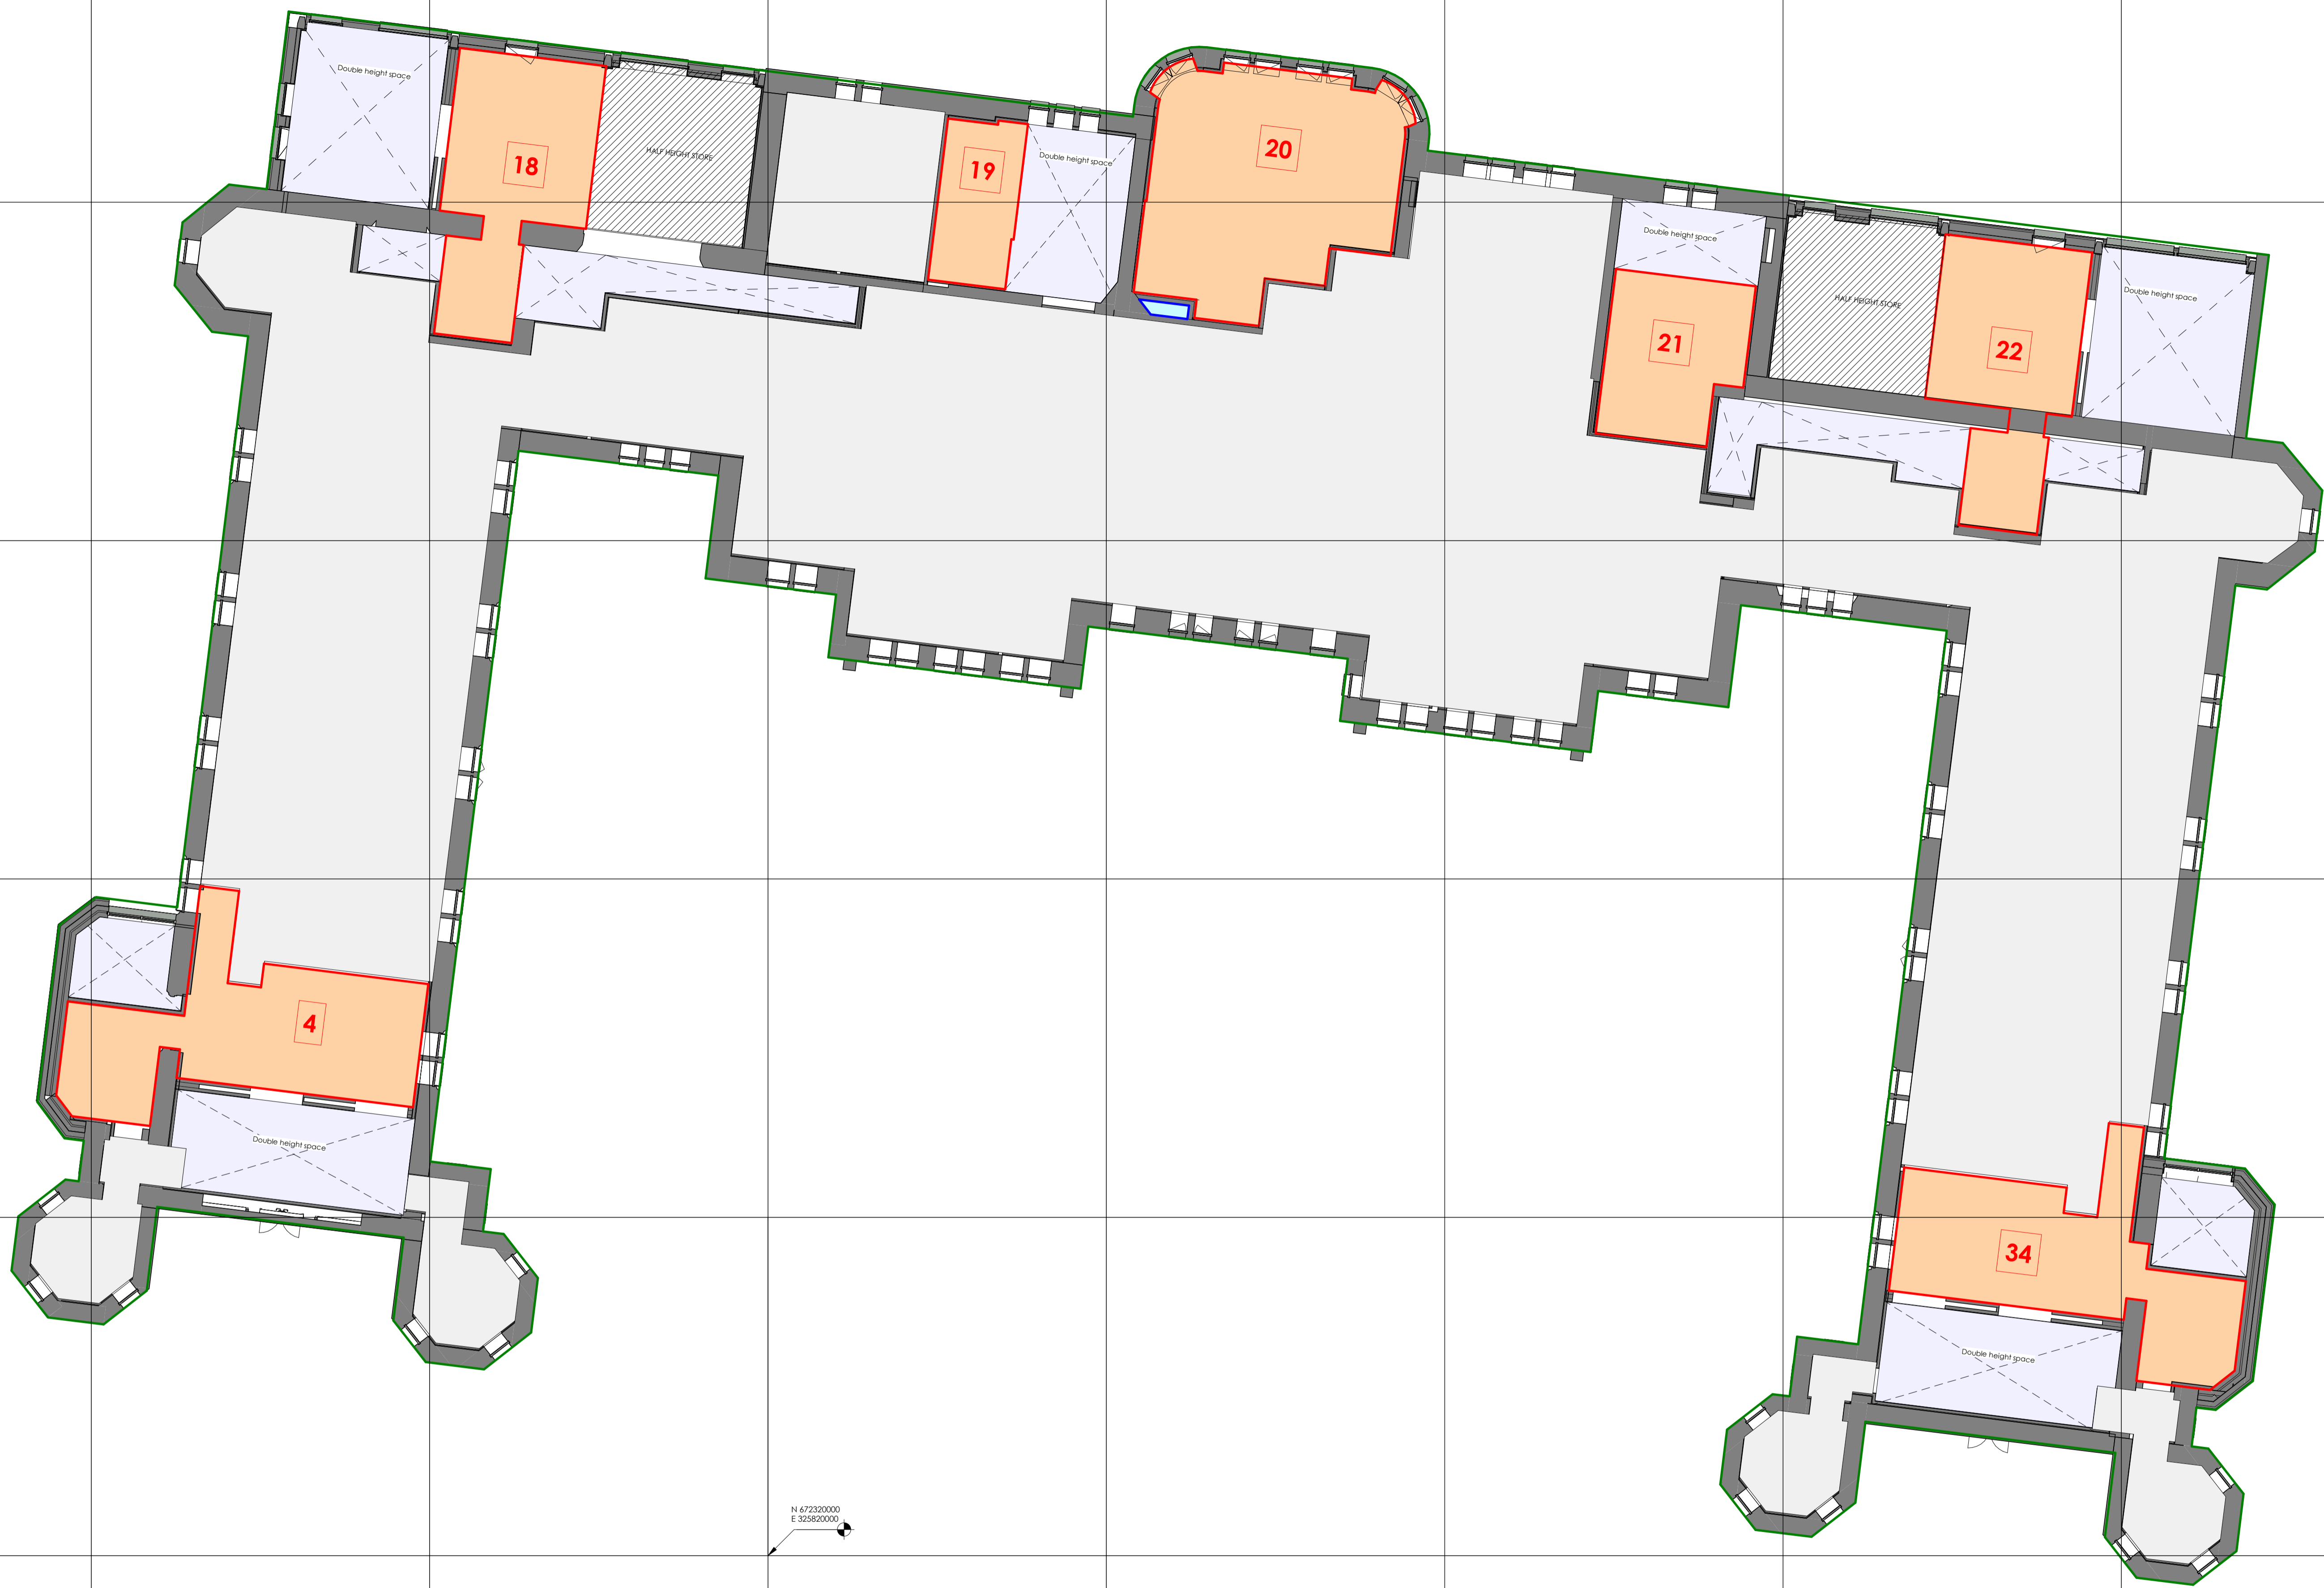 Double height space
18
HALF HEIGHT STORE
19
Double height space
20
Double height space
21
HALF HEIGHT STORE
22
Double height space
4
Double height space
34
Double height space
N 672320000
E 325820000